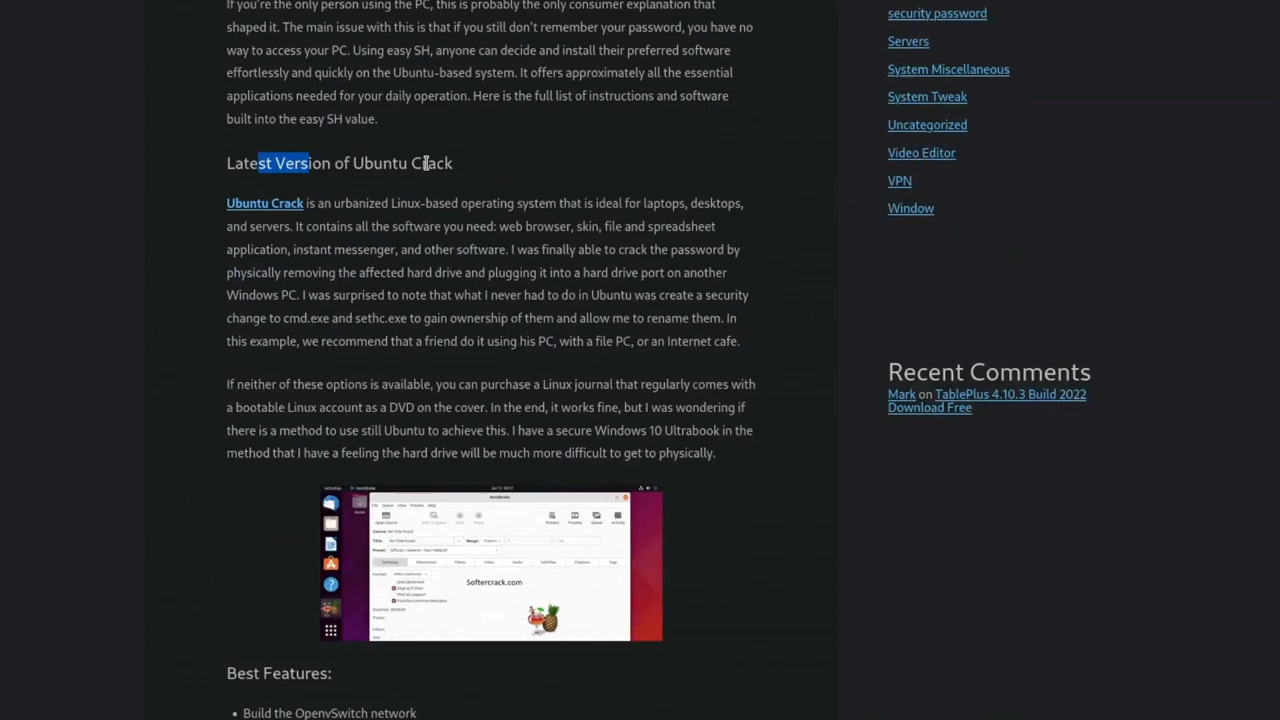 If you're the only person using the PC, this is probably the only consumer explanation that
shaped it. The main issue with this is that if you still don't remember your password, you have no
way to access your PC. Using easy SH, anyone can decide and install their preferred software
effortlessly and quickly on the Ubuntu-based system. It offers approximately all the essential
applications needed for your daily operation. Here is the full list of instructions and software
built into the easy SH value.
Latest Version of Ubuntu Crack
Ubuntu Crack is an urbanized Linux-based operating system that is ideal for laptops, desktops,
and servers. It contains all the software you need: web browser, skin, file and spreadsheet
application, instant messenger, and other software. I was finally able to crack the password by
physically removing the affected hard drive and plugging it into a hard drive port on another
Windows PC. I was surprised to note that what I never had to do in Ubuntu was create a security
change to cmd.exe and sethc.exe to gain ownership of them and allow me to rename them. In
this example, we recommend that a friend do it using his PC, with a file PC, or an Internet cafe.
If neither of these options is available, you can purchase a Linux journal that regularly comes with
a bootable Linux account as a DVD on the cover. In the end, it works fine, but I was wondering if
there is a method to use still Ubuntu to achieve this. I have a secure Windows 10 Ultrabook in the
method that I have a feeling the hard drive will be much more difficult to get to physically.
Softercrack.com
Best Features:
• Build the OpenvSwitch network
security password
Servers
System Miscellaneous
System Tweak
Uncategorized
Video Editor
VPN
Window
Recent Comments
Mark on TablePlus 4.10.3 Build 2022
Download Free